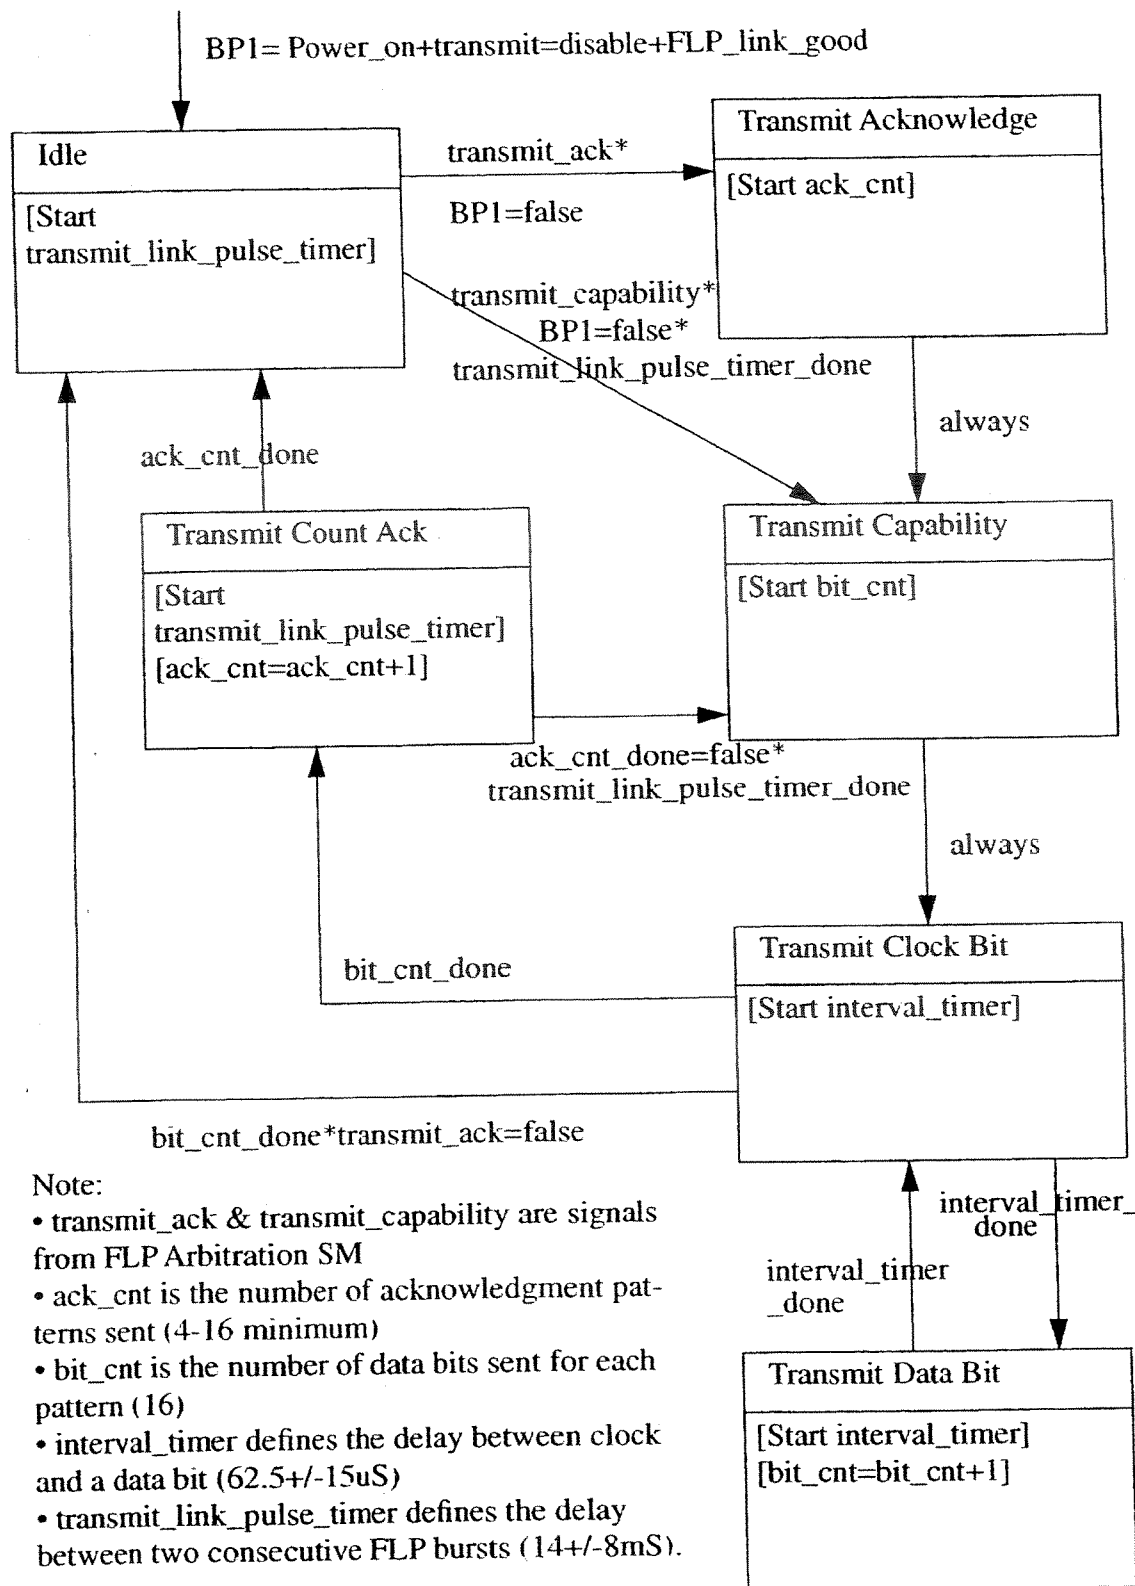 BP1= Power_on+transmit=disable+FLP_link_good
Idle
[Start
transmit_link_pulse_timer]
transmit_ack*
BP1=false
Transmit Acknowledge
[Start ack_cnt]
transmit_capability*
BP1=false*
transmit_link_pulse_timer_done
always
ack_cnt_done
Transmit Count Ack
[Start
transmit_link_pulse_timer]
[ack_cnt=ack_cnt+1]
Transmit Capability
[Start bit_cnt]
ack_cnt_done=false*
transmit_link_pulse_timer_done
always
bit_cnt_done
Transmit Clock Bit
[Start interval_timer]
bit_cnt_done*transmit_ack=false
interval_timer_
done
interval_timer
_done
Transmit Data Bit
[Start interval_timer]
[bit_cnt=bit_cnt+1]
Note:
• transmit_ack & transmit_capability are signals
from FLP Arbitration SM
• ack_cnt is the number of acknowledgment pat-
terns sent (4-16 minimum)
• bit_cnt is the number of data bits sent for each
pattern (16)
• interval_timer defines the delay between clock
and a data bit (62.5+/-15uS)
• transmit_link_pulse_timer defines the delay
between two consecutive FLP bursts (14+/-8mS).